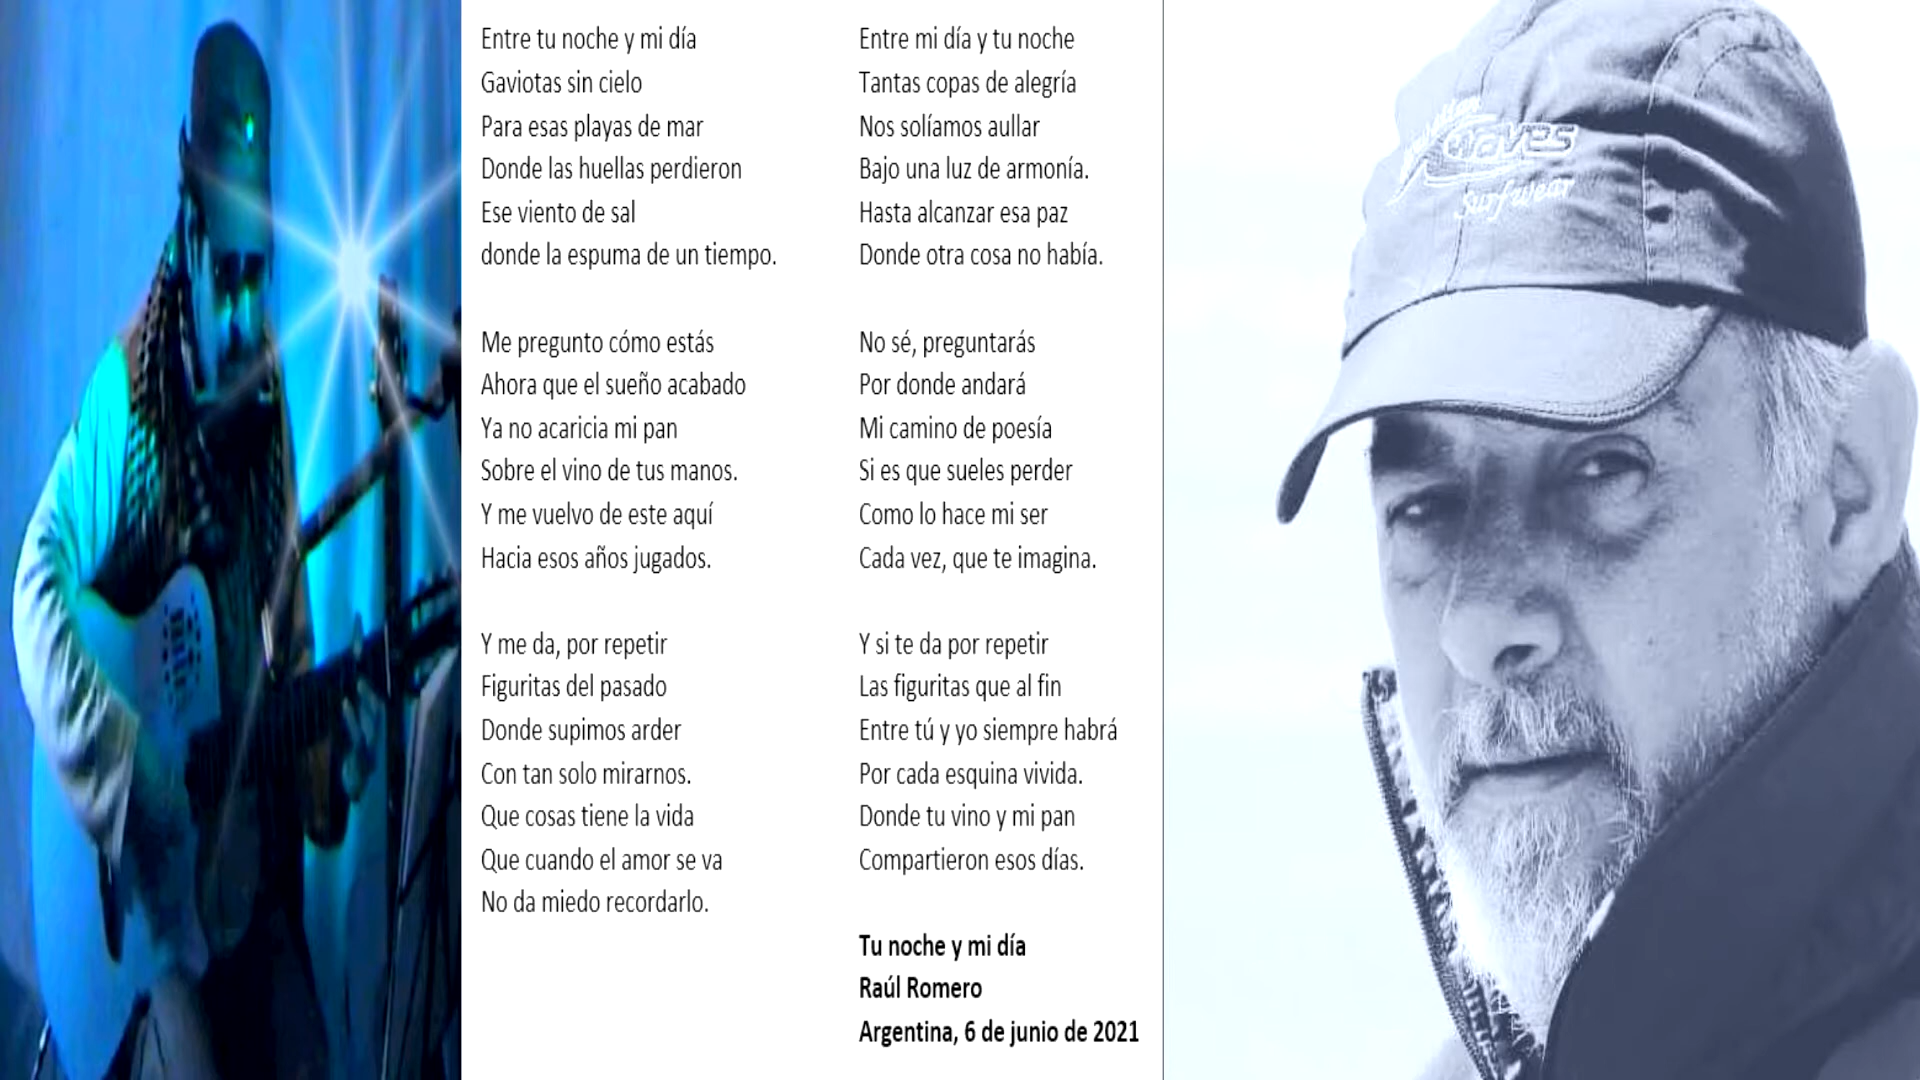 Entre tu noche y mi día
Gaviotas sin cielo
Para esas playas de mar
Donde las huellas perdieron
Ese viento de sal
donde la espuma de un tiempo.
Me pregunto cómo estás
Ahora que el sueño acabado
Ya no acaricia mi pan
Sobre el vino de tus manos.
Y me vuelvo de este aquí
Hacia esos años jugados.
Y me da, por repetir
Figuritas del pasado
Donde supimos arder
Con tan solo mirarnos.
Que cosas tiene la vida
Que cuando el amor se va
No da miedo recordarlo.
Entre mi día y tu noche
Tantas copas de alegría
Nos solíamos aullar
Bajo una luz de armonía.
Hasta alcanzar esa paz
Donde otra cosa no había.
No sé, preguntarás
Por donde andará
Mi camino de poesía
Si es que sueles perder
Como lo hace mi ser
Cada vez, que te imagina.
Y si te da por repetir
Las figuritas que al fin
Entre tú y yo siempre habrá
Por cada esquina vivida.
Donde tu vino y mi pan
Compartieron esos días.
Tu noche y mi día
Raúl Romero
Argentina, 6 de junio de 2021
waves
Surf wear